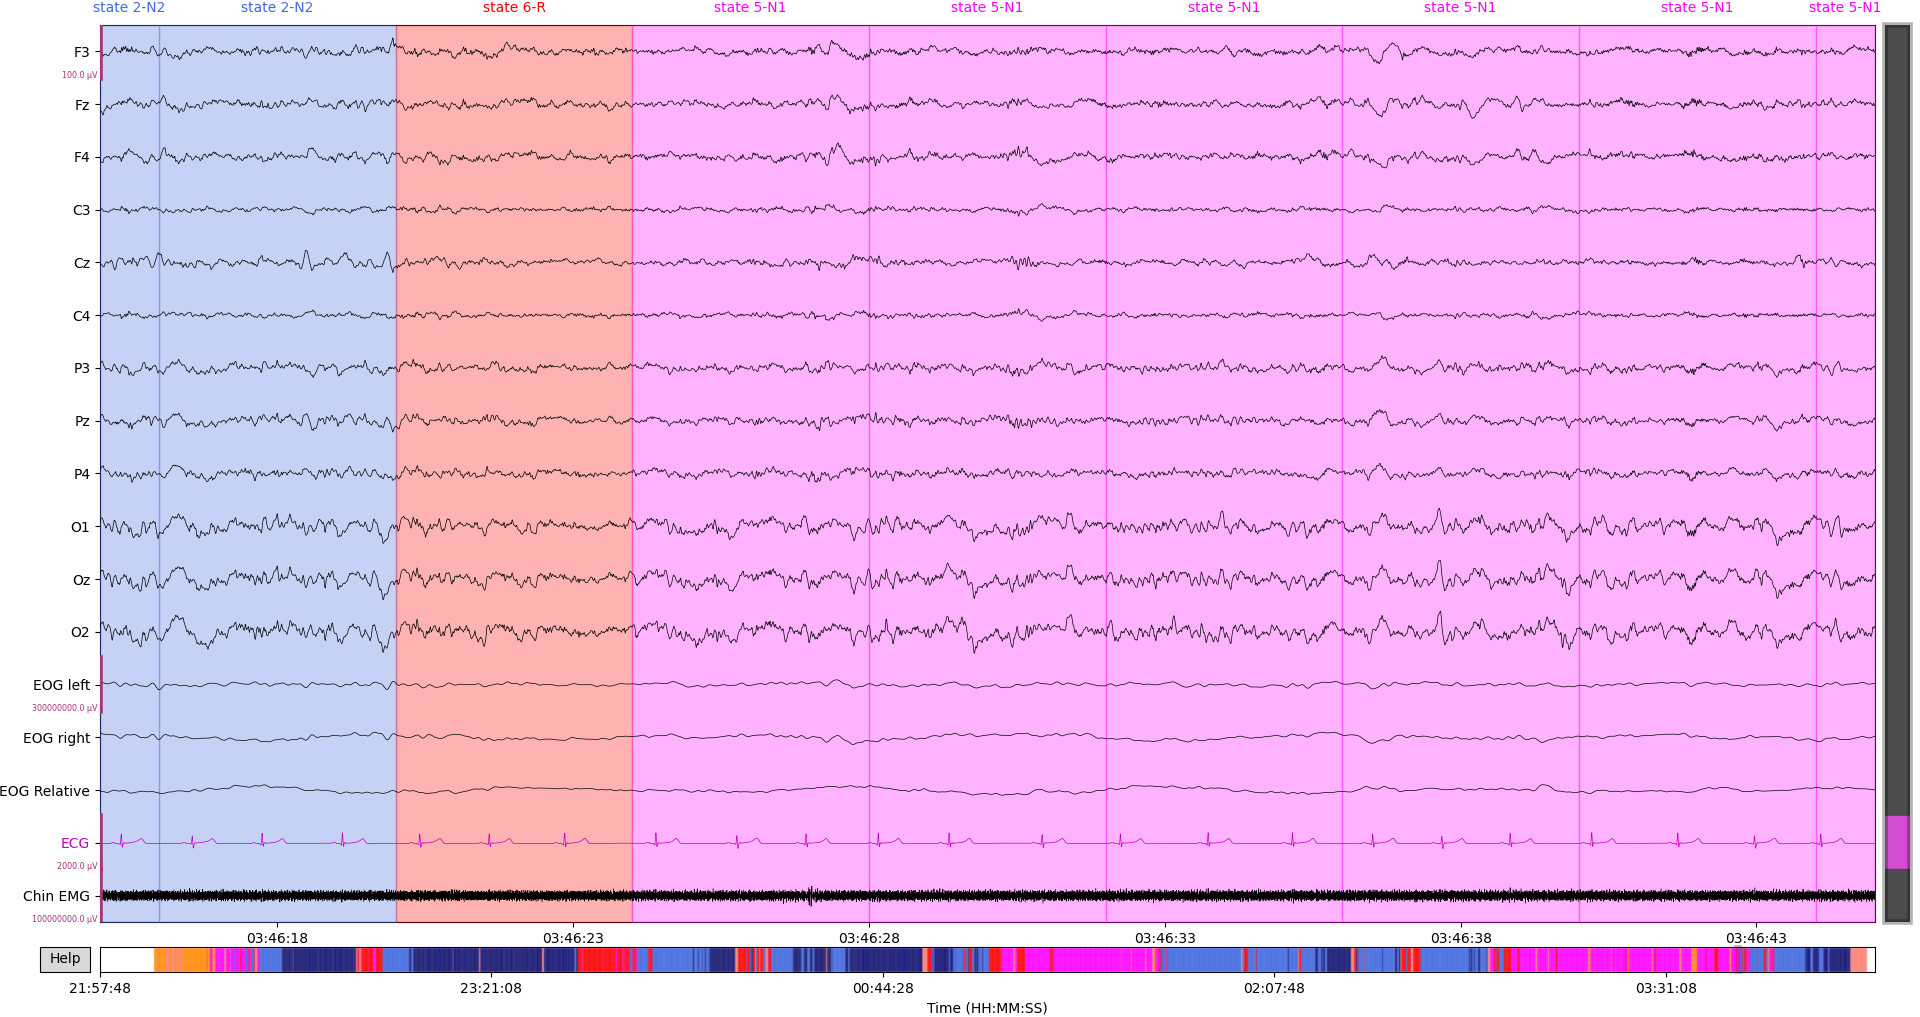 state 2-N2 state 2-N2 state 6-R state 5-N1 state 5-N1 state 5-N1 state 5-N1 state 5-N1 state 5-N1
F3
100.0 µV
Fz
F4
C3
Cz
C4
P3
Pz
P4
O1
Oz
O2
EOG left
300000000.0 µV
EOG right
EOG Relative
ECG
2000.0 µV
Chin EMG
100000000.0 µV
03:46:18 03:46:23 03:46:28 03:46:33 03:46:38 03:46:43
Help
21:57:48 23:21:08 00:44:28 02:07:48 03:31:08
Time (HH:MM:SS)